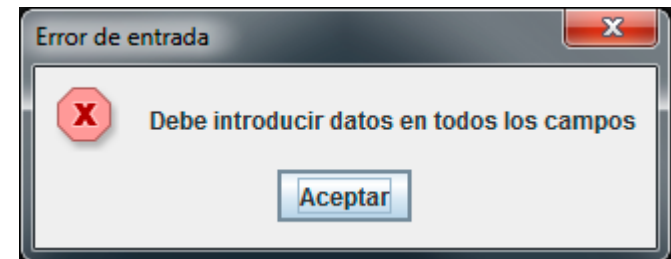 Error de entrada
Debe introducir datos en todos los campos
Aceptar